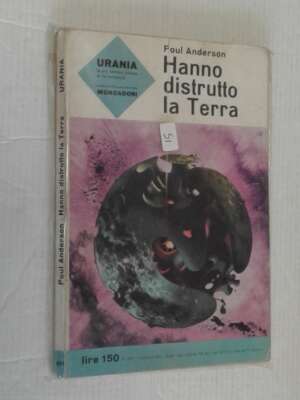 Poul Anderson
Hanno
distrutto
la Terra
URANIA
MONDADORI
51
lire 150
Poul Anderson Hanno distrutto la Terra URANIA